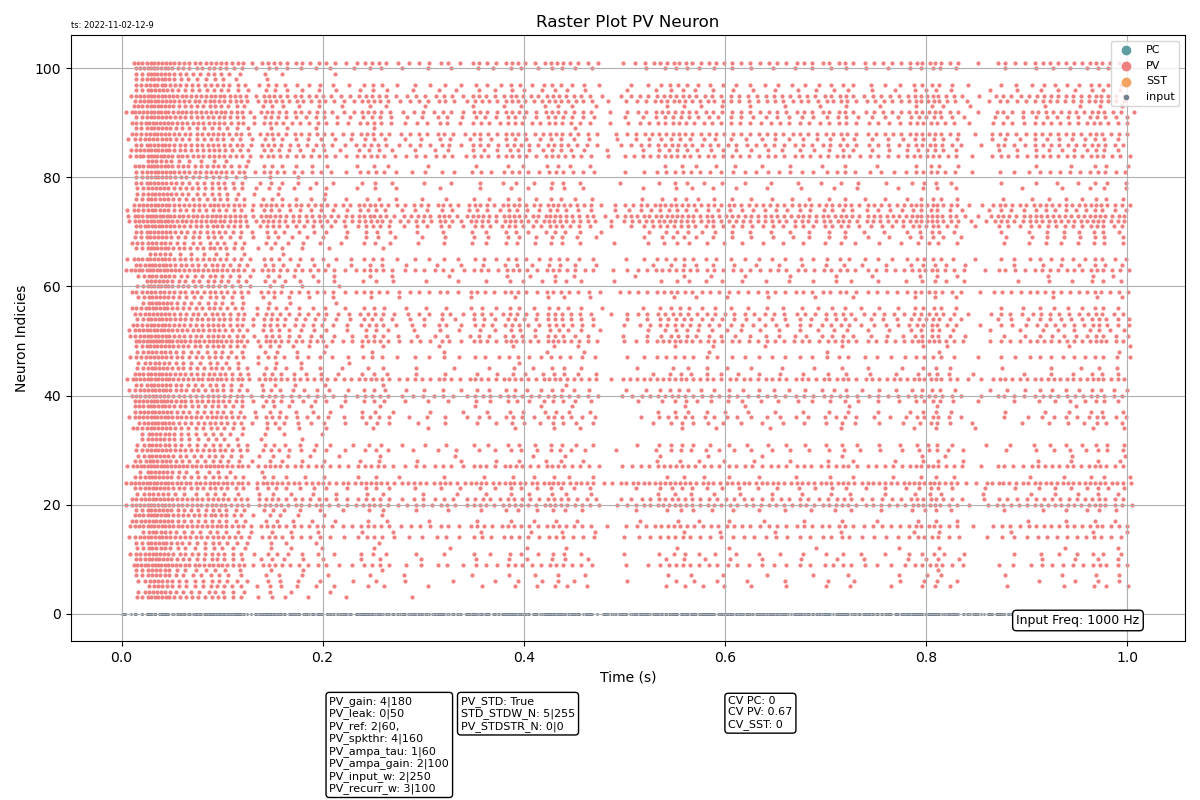 ts: 2022-11-02-12-9
Raster Plot PV Neuron
PC
PV
SST
input
100
80
60
40
20
0
Neuron Indicies
Input Freq: 1000 Hz
0.0 0.2 0.4 0.6 0.8 1.0
Time (s)
PV_gain: 4|180
PV_leak: 0|50
PV_ref: 2|60,
PV_spkthr: 4|160
PV_ampa_tau: 1|60
PV_ampa_gain: 2|100
PV_input_w: 2|250
PV_recurr_w: 3|100
PV_STD: True
STD_STDW_N: 5|255
PV_STDSTR_N: 0|0
CV PC: 0
CV PV: 0.67
CV_SST: 0